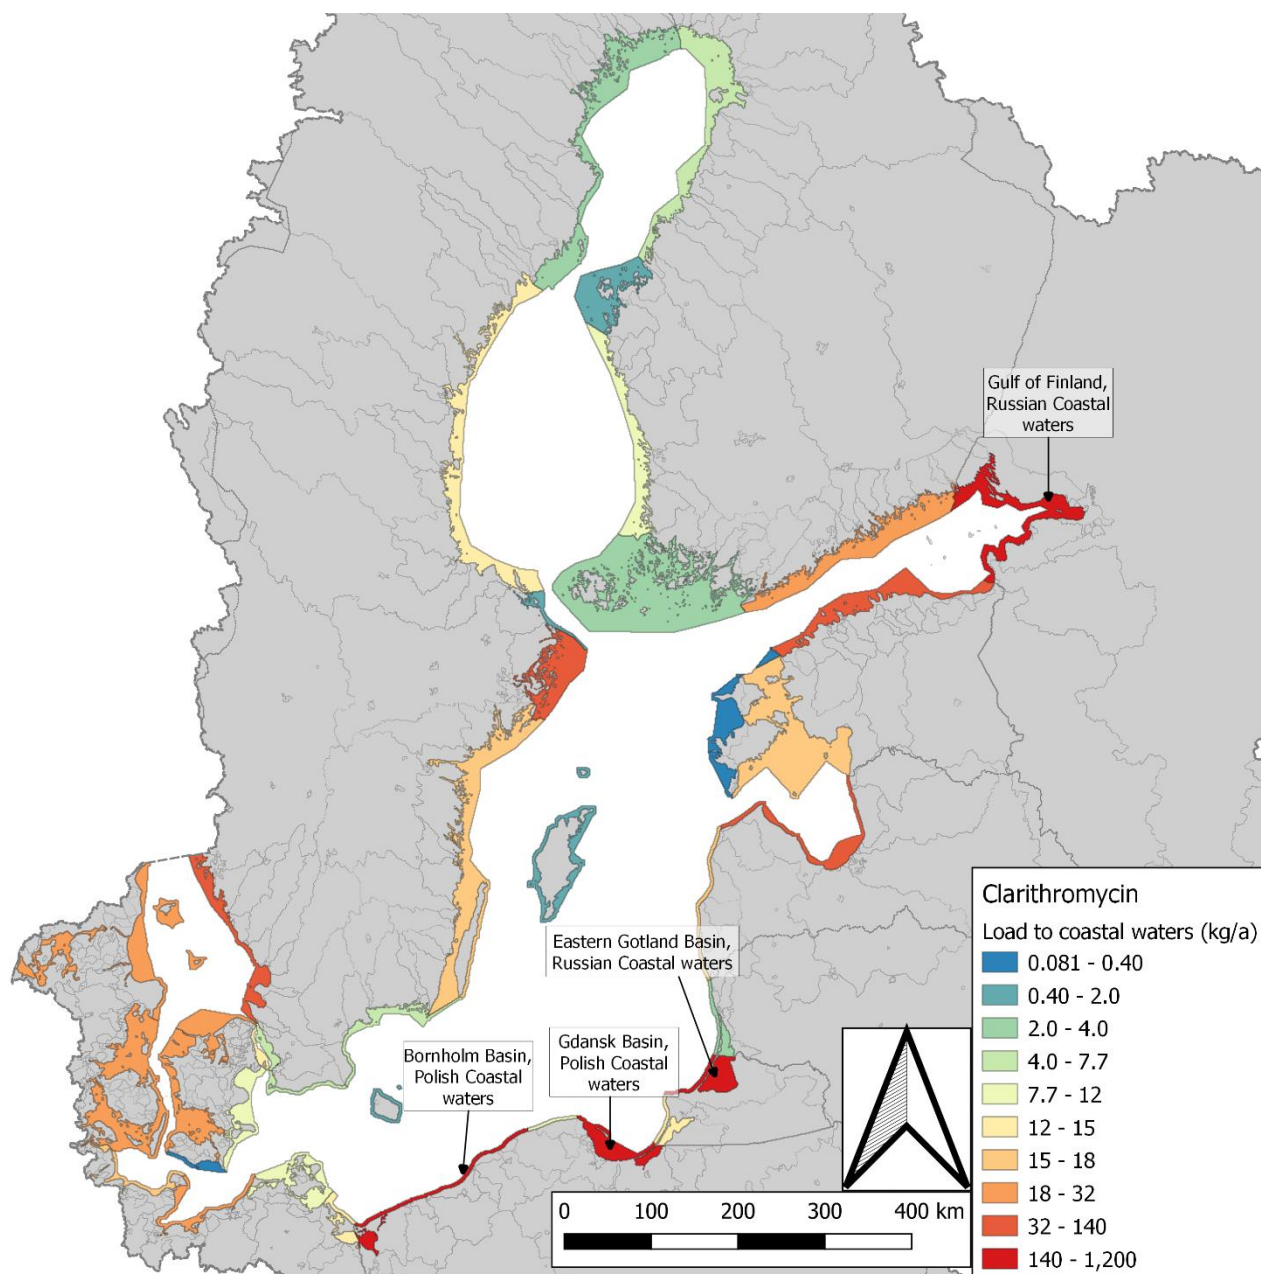 Gulf of Finland,
Russian Coastal
waters
Eastern Gotland Basin,
Russian Coastal waters
Gdansk Basin,
Polish Coastal
waters
Bornholm Basin,
Polish Coastal
waters
Clarithromycin
Load to coastal waters (kg/a)
0.081 - 0.40
0.40 - 2.0
2.0 - 4.0
4.0 - 7.7
7.7 - 12
12 - 15
15 - 18
18 - 32
32 - 140
140 - 1,200
0 100 200 300 400 km